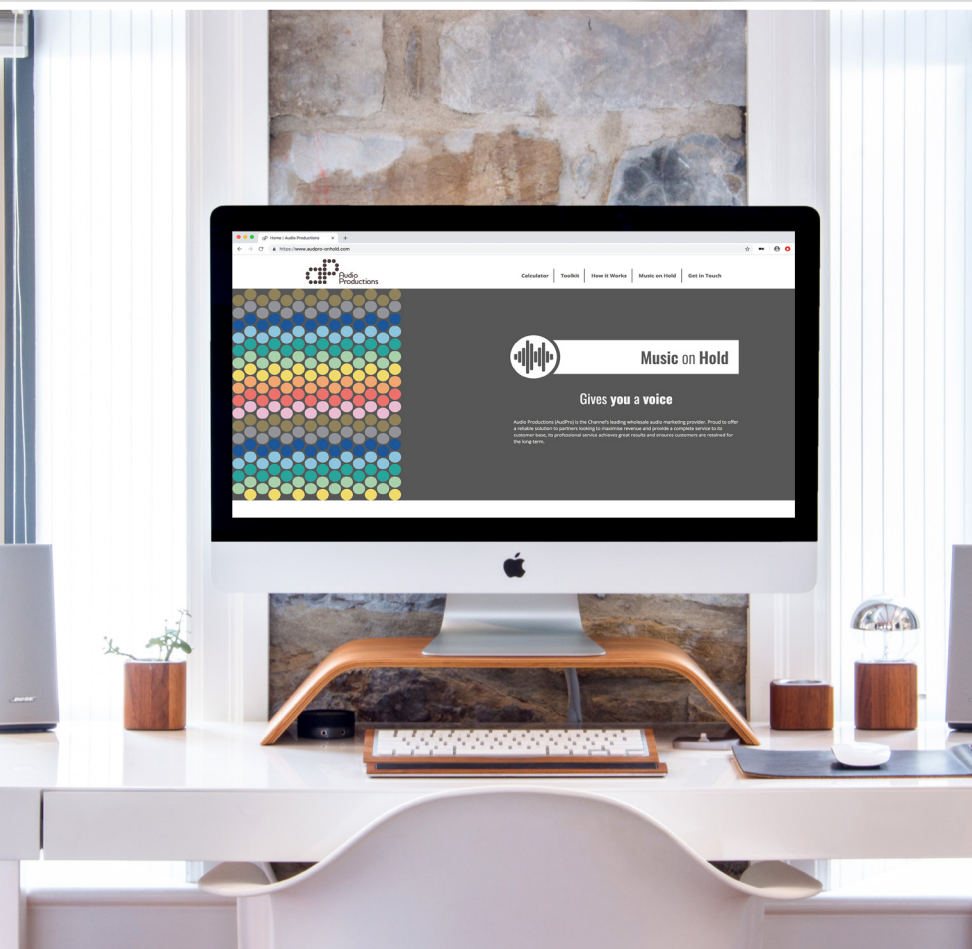 Home | Audio Productions
https://www.audpro-onhold.com
Audio
Productions
Calculator
Toolkit
How it Works
Music on Hold
Get in Touch
Music on Hold
Gives you a voice
Audio Productions (AudPro) is the Channel's leading wholesale audio marketing provider. Proud to offer
a reliable solution to partners looking to maximise revenue and provide a complete service to its
customer base, its professional service achieves great results and ensures customers are retained for
the long-term.
BOSE